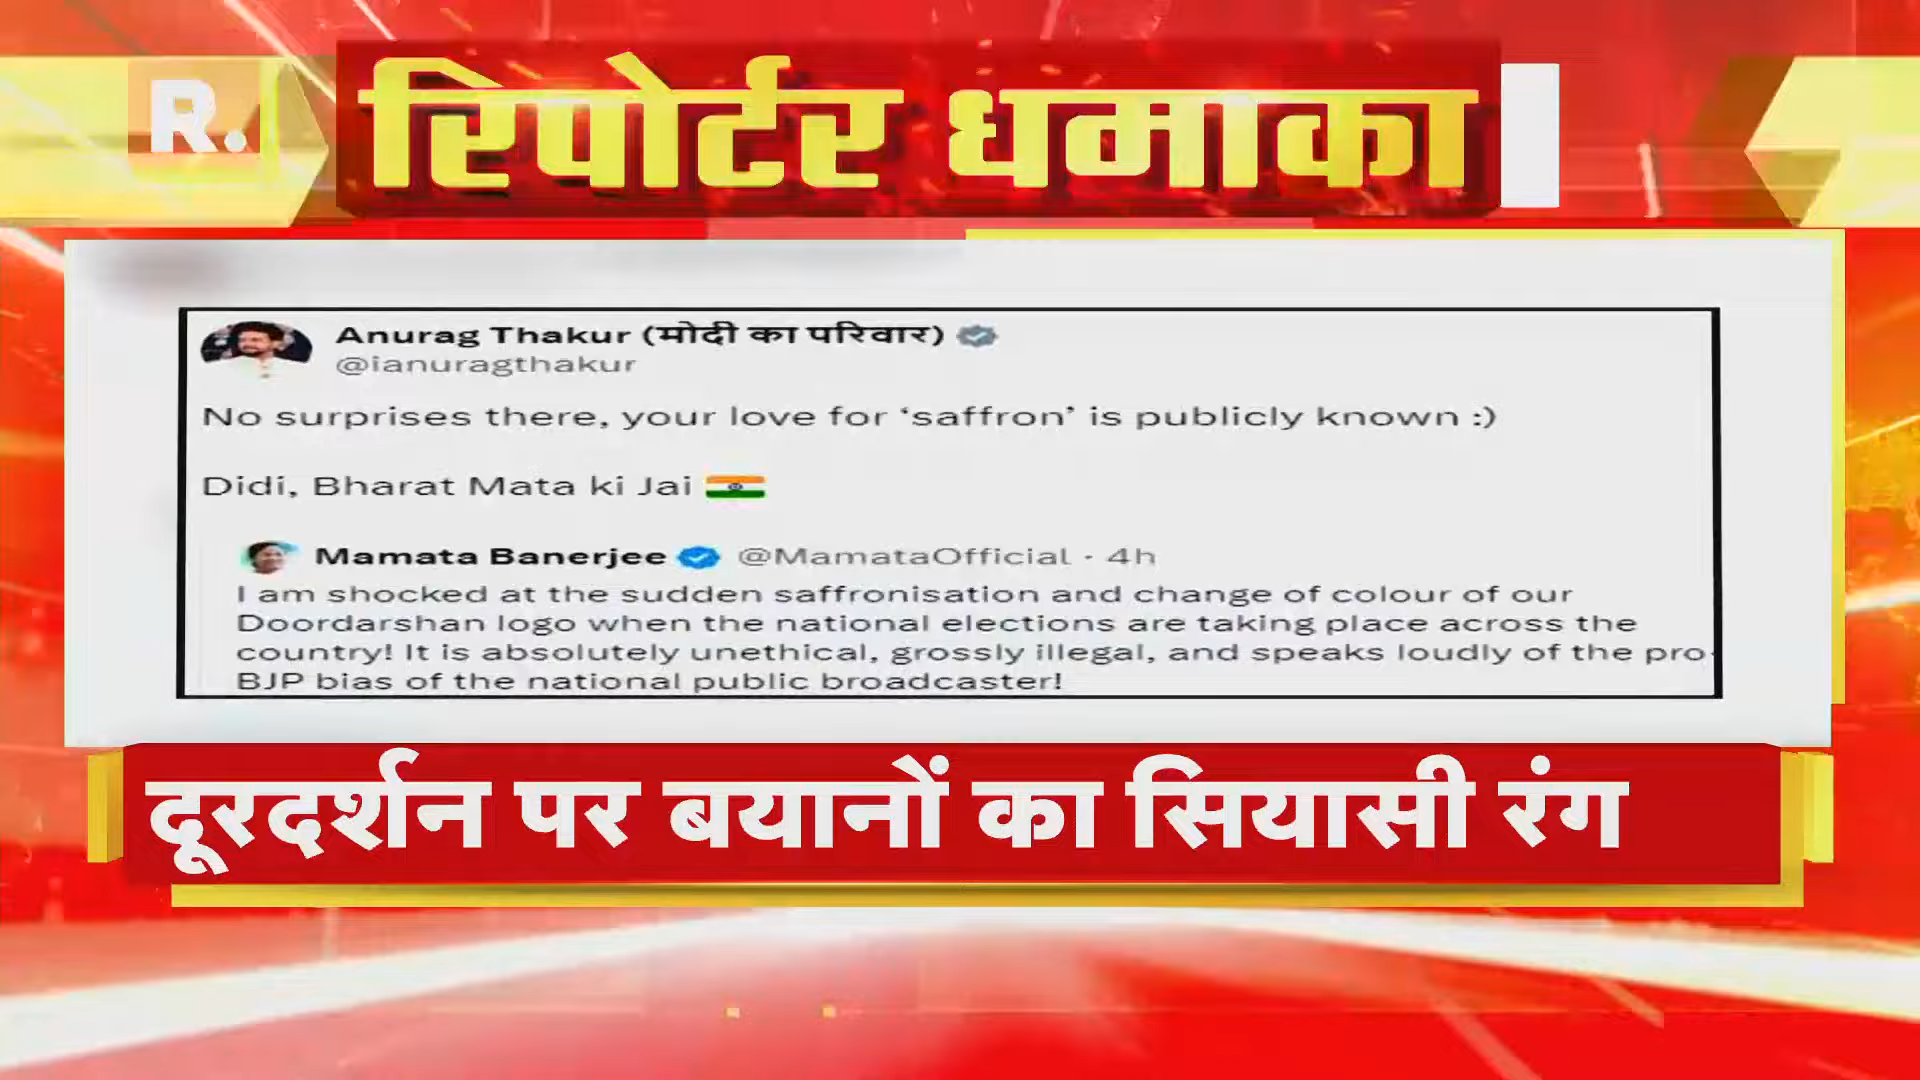 R.
रिपोर्टर धमाका
Anurag Thakur (मोदी का परिवार)
@ianuragthakur
No surprises there, your love for ‘saffron’ is publicly known :)
Didi, Bharat Mata ki Jai 🇮🇳
Mamata Banerjee @MamataOfficial · 4h
I am shocked at the sudden saffronisation and change of colour of our
Doordarshan logo when the national elections are taking place across the
country! It is absolutely unethical, grossly illegal, and speaks loudly of the pro-
BJP bias of the national public broadcaster!
दूरदर्शन पर बयानों का सियासी रंग